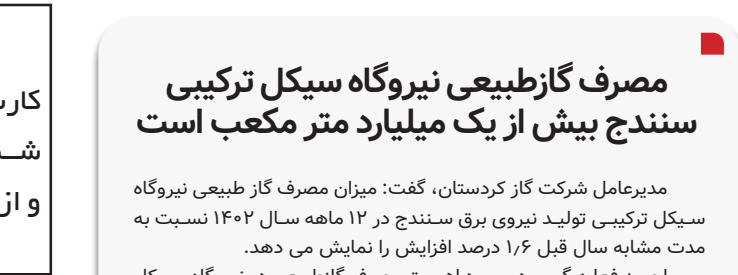 مصرف گازطبیعی نیروگاه سیکل ترکیبی
سنندج بیش از یک میلیارد متر مکعب است
مدیرعامل شرکت گاز کردستان، گفت: میزان مصرف گاز طبیعی نیروگاه
سیکل ترکیبی تولید نیروی برق سنندج در ۱۲ ماهه سال ۱۴۰۲ نسبت به
مدت مشابه سال قبل ۱٫۶ درصد افزایش را نمایش می دهد.
و از